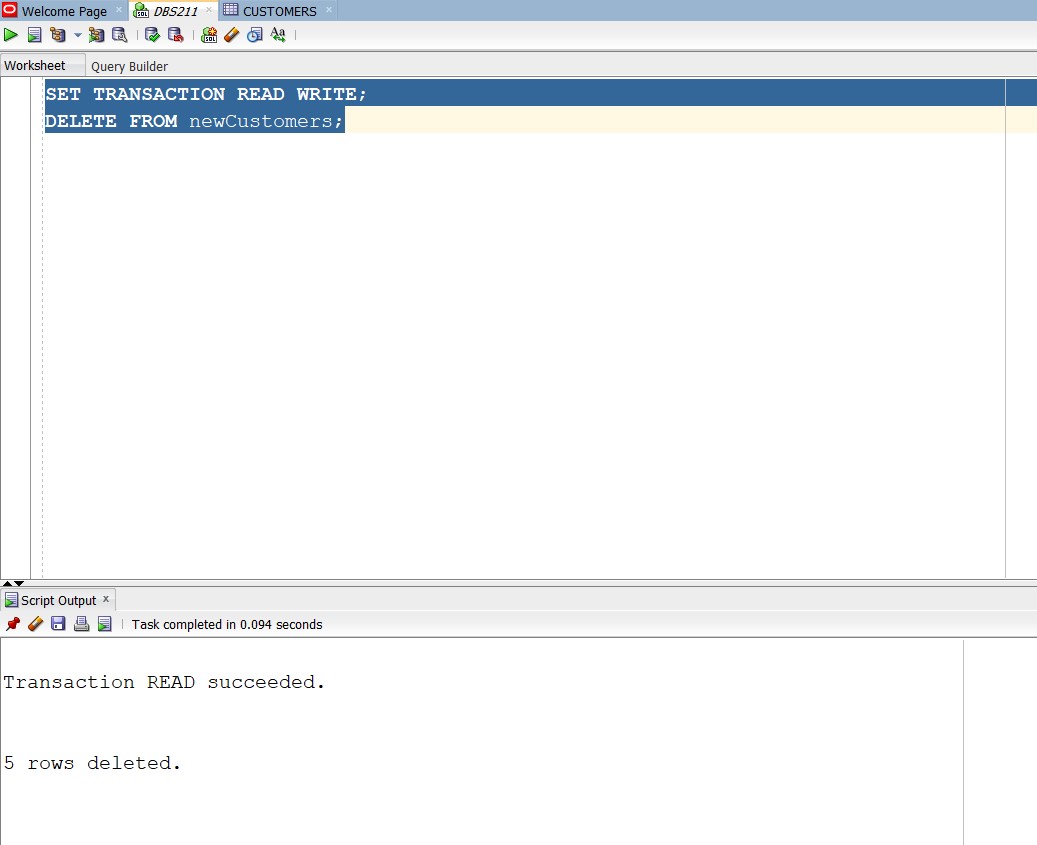 Welcome Page
DBS211
CUSTOMERS
Worksheet
Query Builder
SET TRANSACTION READ WRITE;
DELETE FROM newCustomers;
Script Output
Task completed in 0.094 seconds
Transaction READ succeeded.
5 rows deleted.